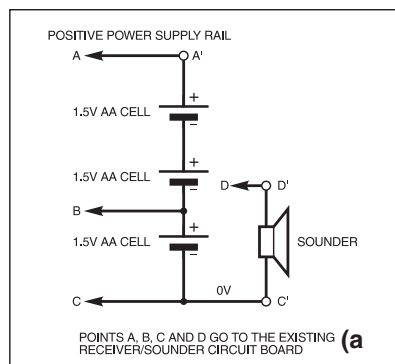 POSITIVE POWER SUPPLY RAIL
A A'
+
1.5V AA CELL
−
+
1.5V AA CELL
−
D D'
B
+
1.5V AA CELL
−
SOUNDER
0V
C C'
POINTS A, B, C AND D GO TO THE EXISTING
RECEIVER/SOUNDER CIRCUIT BOARD
(a